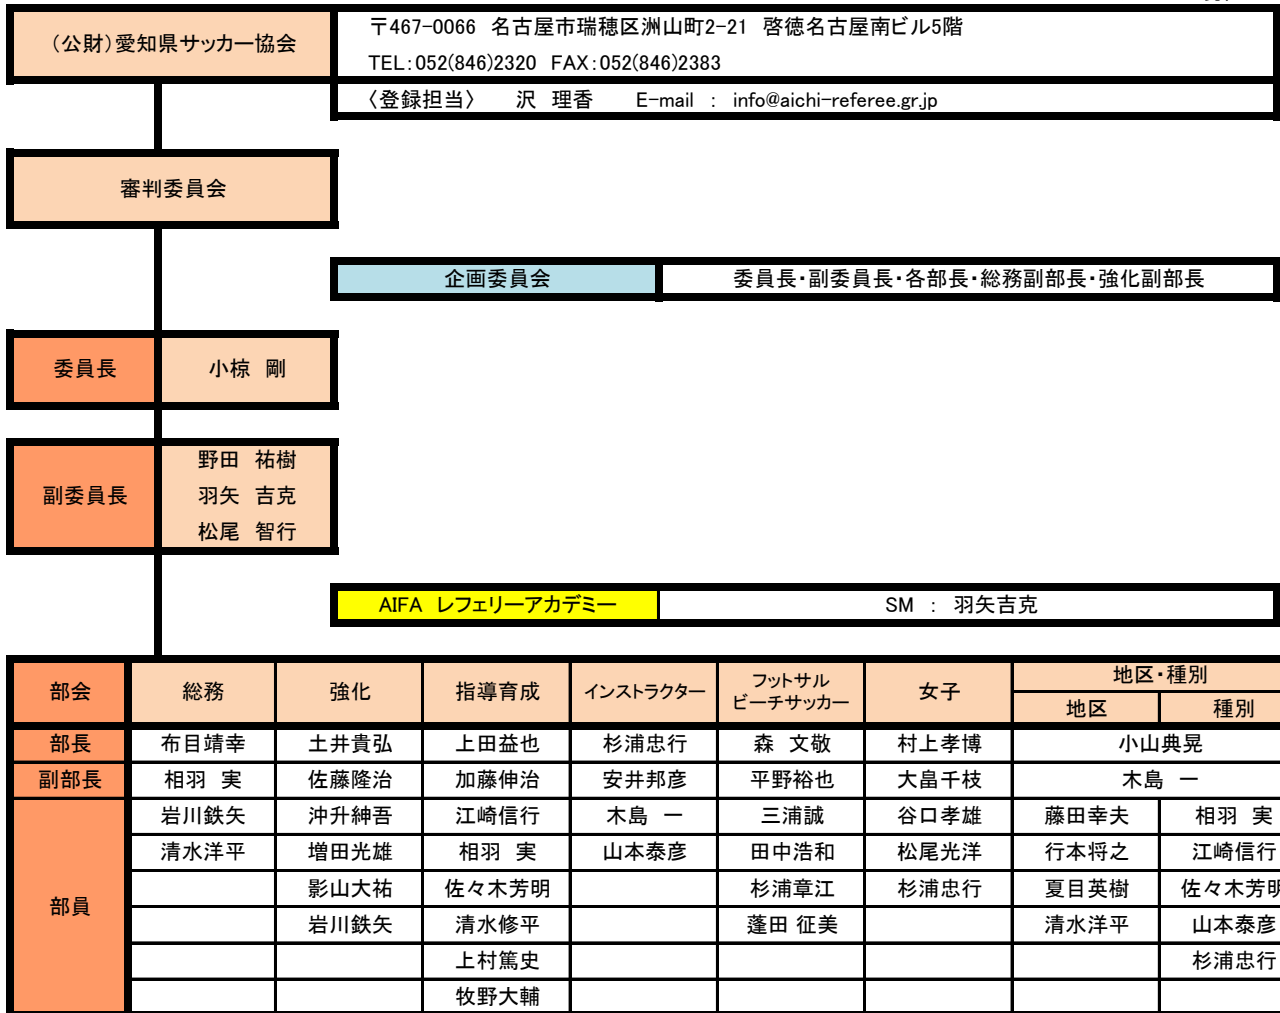 (公財)愛知県サッカー協会
〒467-0066 名古屋市瑞穂区洲山町2-21 啓徳名古屋南ビル5階
TEL:052(846)2320 FAX:052(846)2383
〈登録担当〉 沢 理香 E-mail : info@aichi-referee.gr.jp
審判委員会
企画委員会 委員長・副委員長・各部長・総務副部長・強化副部長
委員長 小椋 剛
副委員長
野田 祐樹
羽矢 吉克
松尾 智行
AIFA レフェリーアカデミー SM : 羽矢吉克
部会 総務 強化 指導育成 インストラクター フットサル ビーチサッカー 女子 地区・種別
地区 種別
部長 布目靖幸 土井貴弘 上田益也 杉浦忠行 森 文敬 村上孝博 小山典晃
副部長 相羽 実 佐藤隆治 加藤伸治 安井邦彦 平野裕也 大畠千枝 木島 一
部員
岩川鉄矢 沖升紳吾 江崎信行 木島 一 三浦誠 谷口孝雄 藤田幸夫 相羽 実
清水洋平 増田光雄 相羽 実 山本泰彦 田中浩和 松尾光洋 行本将之 江崎信行
影山大祐 佐々木芳明 杉浦章江 杉浦忠行 夏目英樹 佐々木芳明
岩川鉄矢 清水修平 蓬田 征美 清水洋平 山本泰彦
上村篤史 杉浦忠行
牧野大輔